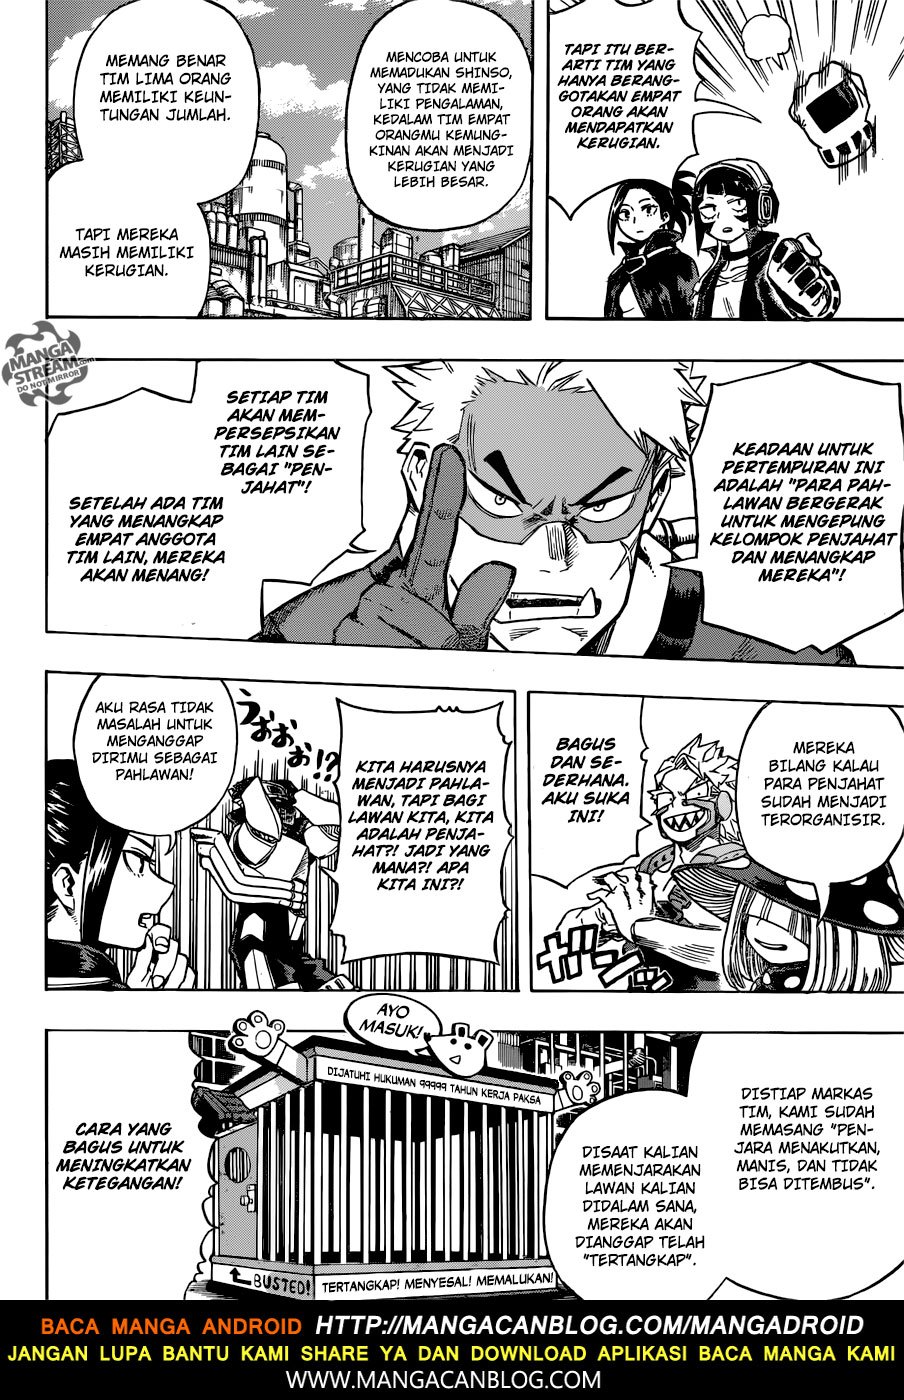 TAPI ITU BER-
ARTI TIM YANG
HANYA BERANG-
GOTAKAN EMPAT
ORANG AKAN
MENDAPATKAN
KERUGIAN.
MENCOBA UNTUK
MEMADUKAN SHINSO,
YANG TIDAK MEMI-
LIKI PENGALAMAN,
KEDALAM TIM EMPAT
ORANGMU KEMUNG-
KINAN AKAN MENJADI
KERUGIAN YANG
LEBIH BESAR.
MEMANG BENAR
TIM LIMA ORANG
MEMILIKI KEUN-
TUNGAN JUMLAH.
TAPI MEREKA
MASIH MEMILIKI
KERUGIAN.
MANGA
STREAM.com
DO NOT MIRROR
KEADAAN UNTUK
PERTEMPURAN INI
ADALAH "PARA PAH-
LAWAN BERGERAK
UNTUK MENGEPUNG
KELOMPOK PENJAHAT
DAN MENANGKAP
MEREKA"!
SETIAP TIM
AKAN MEM-
PERSEPSIKAN
TIM LAIN SE-
BAGAI "PEN-
JAHAT"!
SETELAH ADA TIM
YANG MENANGKAP
EMPAT ANGGOTA
TIM LAIN, MEREKA
AKAN MENANG!
MEREKA
BILANG KALAU
PARA PENJAHAT
SUDAH MENJADI
TERORGANISIR.
BAGUS
DAN SE-
DERHANA.
AKU SUKA
INI!
ガシッ
KITA HARUSNYA
MENJADI PAHLA-
WAN, TAPI BAGI
LAWAN KITA, KITA
ADALAH PENJA-
HAT?! JADI YANG
MANA?! APA
KITA INI?!
うおおお!?
AKU RASA TIDAK
MASALAH UNTUK
MENGANGGAP
DIRIMU SEBAGAI
PAHLAWAN!
DISTIAP MARKAS
TIM, KAMI SUDAH
MEMASANG "PEN-
JARA MENAKUTKAN,
MANIS, DAN TIDAK
BISA DITEMBUS".
DISAAT KALIAN
MEMENJARAKAN
LAWAN KALIAN
DIDALAM SANA,
MEREKA AKAN
DIANGGAP TELAH
"TERTANGKAP".
AYO
MASUK!
DIJATUHI HUKUMAN 99999 TAHUN KERJA PAKSA
CARA YANG
BAGUS UNTUK
MENINGKATKAN
KETEGANGAN!
BUSTED!
TERTANGKAP! MENYESAL! MEMALUKAN!
BACA MANGA ANDROID HTTP://MANGACANBLOG.COM/MANGADROID
JANGAN LUPA BANTU KAMI SHARE YA DAN DOWNLOAD APLIKASI BACA MANGA KAMI
WWW.MANGACANBLOG.COM